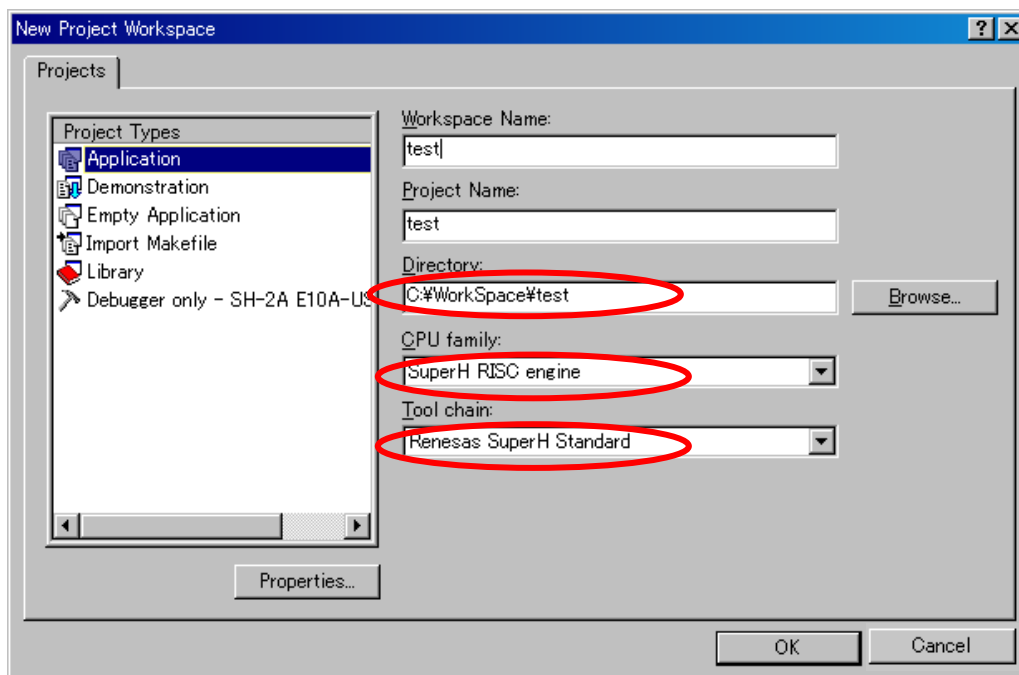 New Project Workspace
Projects
Project Types
Application
Demonstration
Empty Application
Import Makefile
Library
Debugger only - SH-2A E10A-US
Workspace Name:
test
Project Name:
test
Directory:
C:¥WorkSpace¥test
Browse...
CPU family:
SuperH RISC engine
Tool chain:
Renesas SuperH Standard
Properties...
OK
Cancel